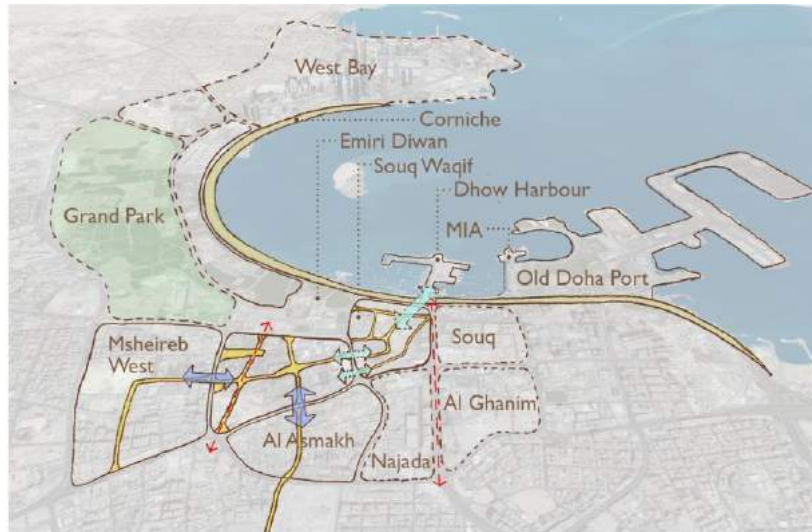 West Bay
Corniche
Emiri Diwan
Souq Waqif
Dhow Harbour
Grand Park
MIA
Old Doha Port
Msheireb
West
Souq
Al Ghanim
Al Asmakh
Najada